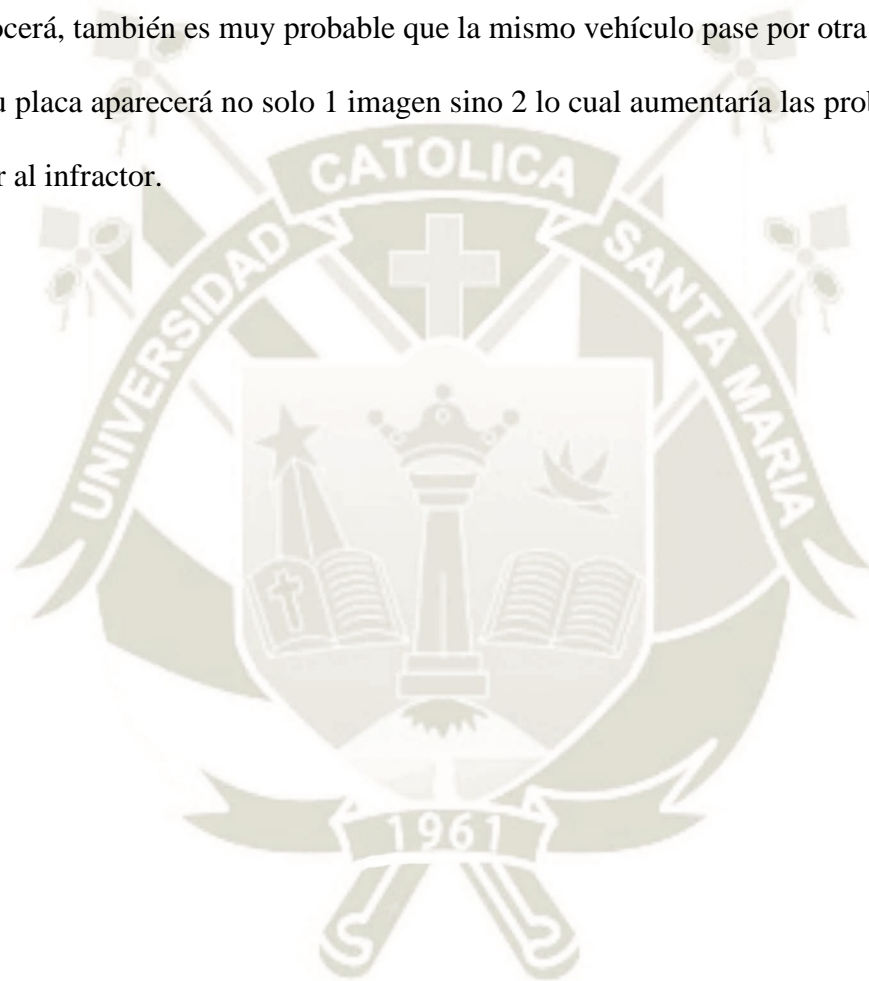 ocerá, también es muy probable que la mismo vehículo pase por otra
u placa aparecerá no solo 1 imagen sino 2 lo cual aumentaría las pro
r al infractor.
UNIVERSIDAD CATOLICA SANTA MARIA
1961